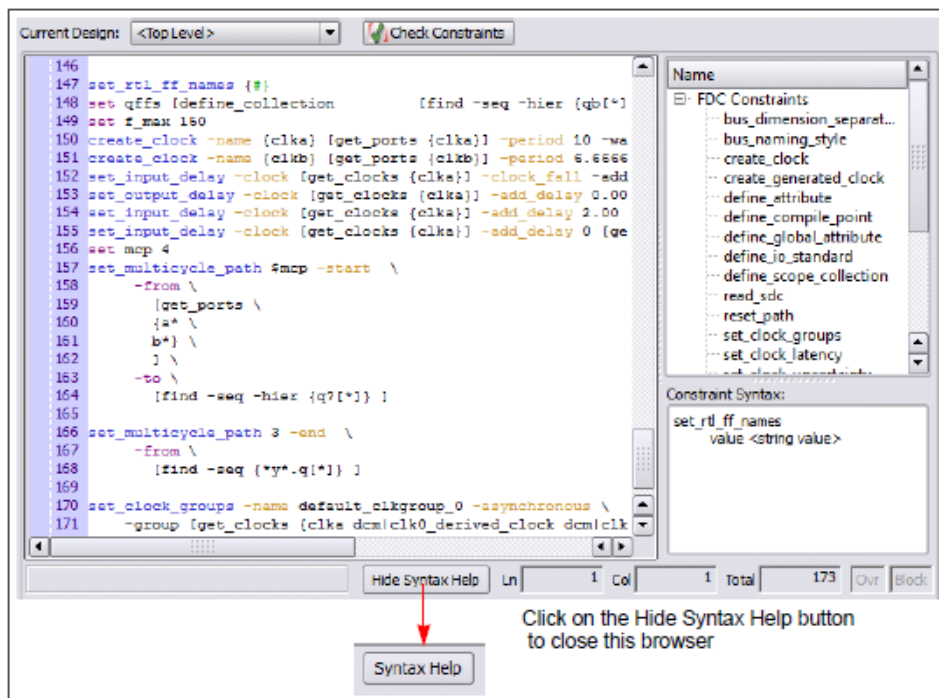 Current Design: <Top Level> Check Constraints
146
147 set_rtl_ff_names {#}
148 set qffs [define_collection [find -seq -hier {qb[*]
149 set f_max 150
150 create_clock -name {clka} [get_ports {clka}] -period 10 -wa
151 create_clock -name {clkb} [get_ports {clkb}] -period 6.6666
152 set_input_delay -clock [get_clocks {clka}] -clock_fall -add
153 set_output_delay -clock [get_clocks {clka}] -add_delay 0.00
154 set_input_delay -clock [get_clocks {clka}] -add_delay 2.00
155 set_input_delay -clock [get_clocks {clka}] -add_delay 0 [ge
156 set mcp 4
157 set_multicycle_path $mcp -start \
158 -from \
159 [get_ports \
160 {a* \
161 b*} \
162 ] \
163 -to \
164 [find -seq -hier {q?[*]} ]
165
166 set_multicycle_path 3 -end \
167 -from \
168 [find -seq {*y*.q[*]} ]
169
170 set_clock_groups -name default_clkgroup_0 -asynchronous \
171 -group [get_clocks {clka dcm|clk0_derived_clock dcm|clk
Name
FDC Constraints
bus_dimension_separat...
bus_naming_style
create_clock
create_generated_clock
define_attribute
define_compile_point
define_global_attribute
define_io_standard
define_scope_collection
read_sdc
reset_path
set_clock_groups
set_clock_latency
set_clock_uncertainty
Constraint Syntax:
set_rtl_ff_names
value <string value>
Hide Syntax Help Ln 1 Col 1 Total 173 Ovr Block
Click on the Hide Syntax Help button
to close this browser
Syntax Help